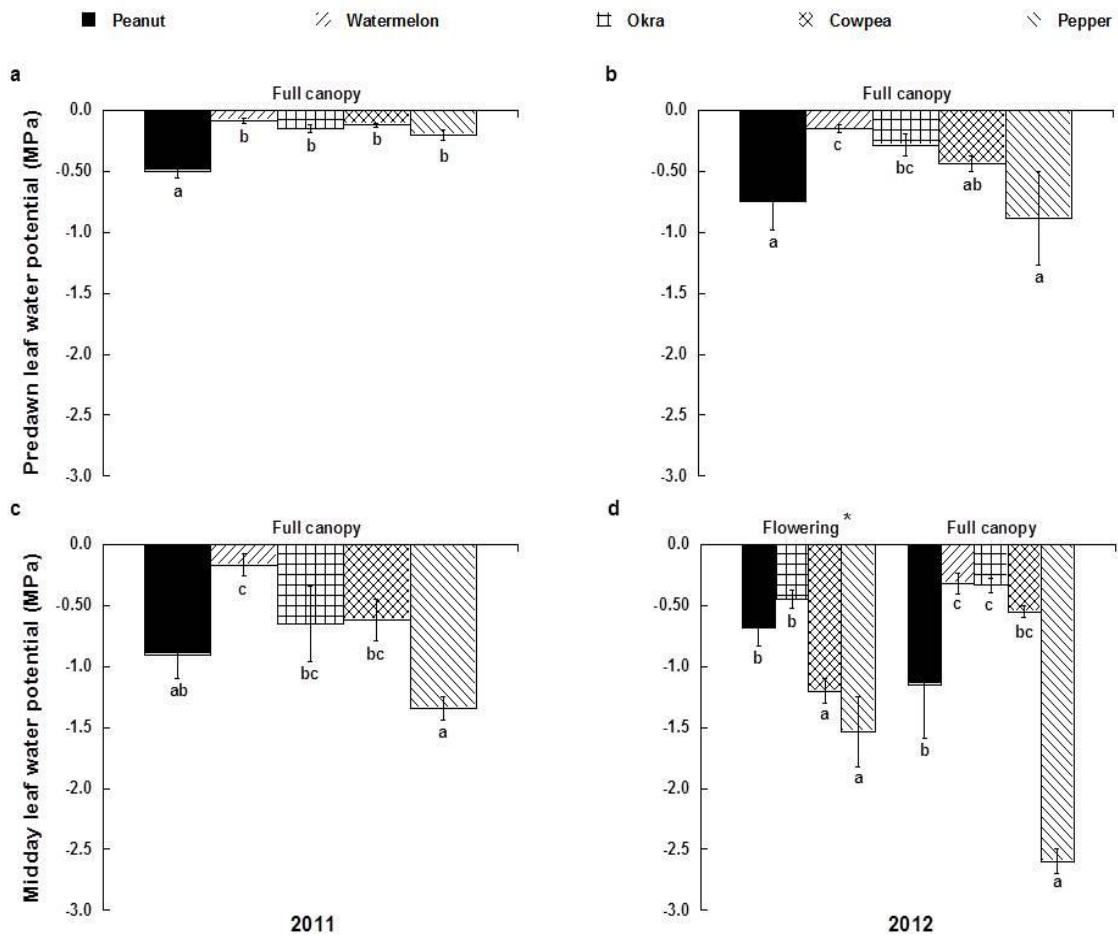 Peanut Watermelon Okra Cowpea Pepper
a
Full canopy
Predawn leaf water potential (MPa)
0.0
-0.50
-1.0
-1.5
-2.0
-2.5
-3.0
a
b
b
b
b
b
Full canopy
0.0
-0.50
-1.0
-1.5
-2.0
-2.5
-3.0
a
c
bc
ab
a
c
Full canopy
Midday leaf water potential (MPa)
0.0
-0.50
-1.0
-1.5
-2.0
-2.5
-3.0
ab
c
bc
bc
a
2011
d
Flowering * Full canopy
0.0
-0.50
-1.0
-1.5
-2.0
-2.5
-3.0
b
b
a
a
b
c
c
bc
a
2012